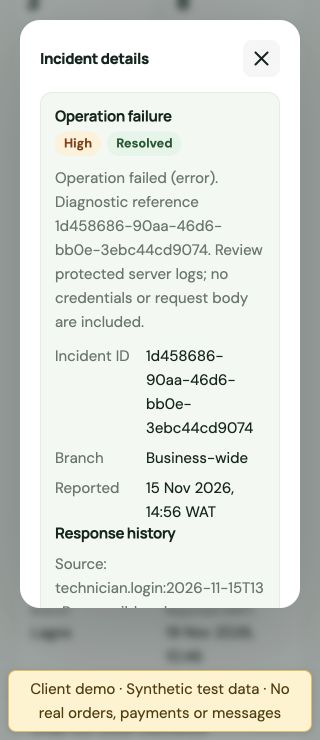 Incident details
Operation failure
High Resolved
Operation failed (error).
Diagnostic reference
1d458686-90aa-46d6-
bb0e-3ebc44cd9074. Review
protected server logs; no
credentials or request body
are included.
Incident ID 1d458686-
90aa-46d6-
bb0e-
3ebc44cd9074
Branch Business-wide
Reported 15 Nov 2026,
14:56 WAT
Response history
Source:
technician.login:2026-11-15T13
Lagos
Client demo · Synthetic test data · No
real orders, payments or messages